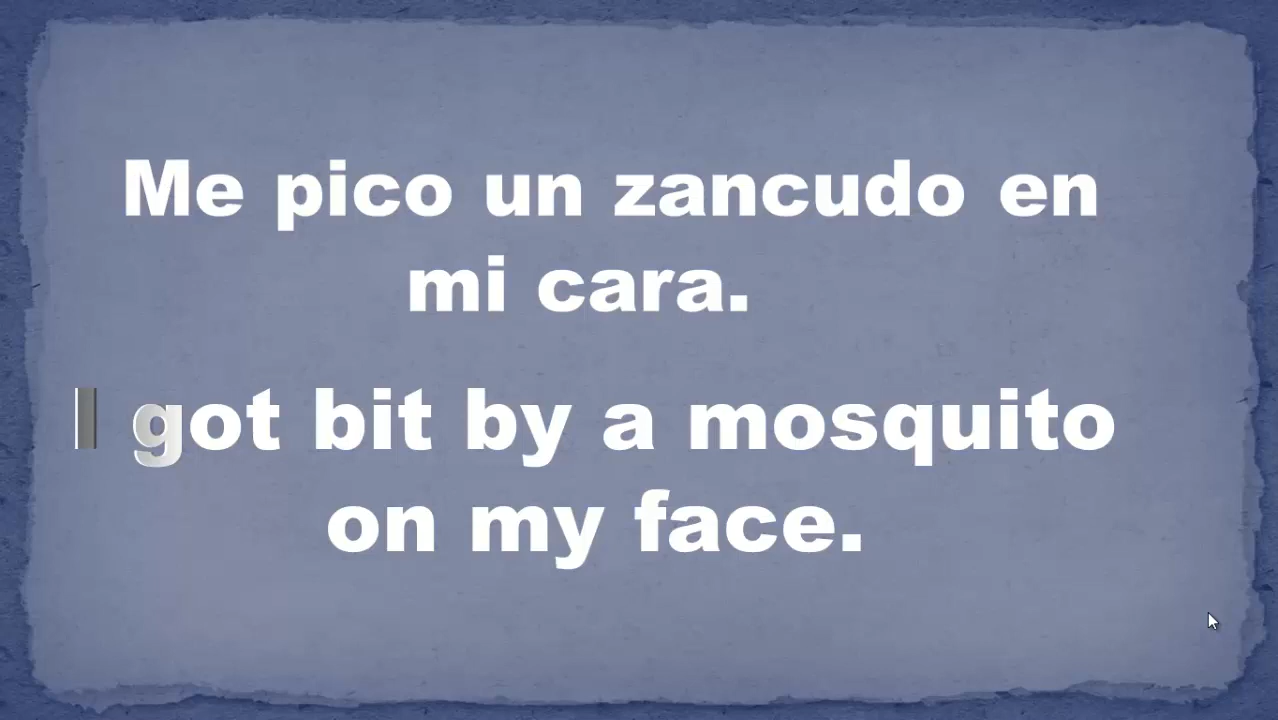 Me pico un zancudo en
mi cara.
I got bit by a mosquito
on my face.